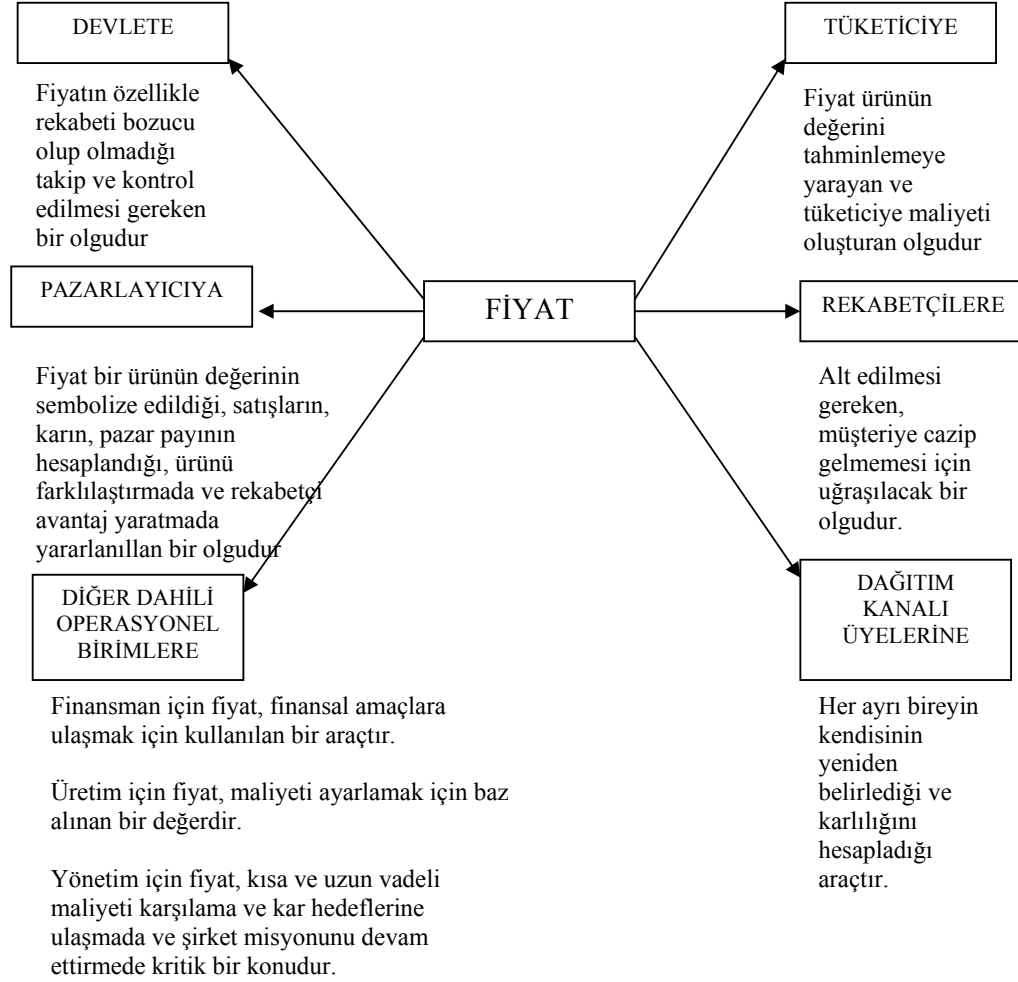 DEVLETE
Fiyatın özellikle
rekabeti bozucu
olup olmadığı
takip ve kontrol
edilmesi gereken
bir olgudur
TÜKETİCİYE
Fiyat ürünün
değerini
tahminlemeye
yarayan ve
tüketiciye maliyeti
oluşturan olgudur
PAZARLAYICIYA
FİYAT
REKABETÇİLERE
Fiyat bir ürünün değerinin
sembolize edildiği, satışların,
karın, pazar payının
hesaplandığı, ürünü
farklılaştırmada ve rekabetçi
avantaj yaratmada
yararlanıllan bir olgudur
Alt edilmesi
gereken,
müşteriye cazip
gelmemesi için
uğraşılacak bir
olgudur.
DİĞER DAHİLİ
OPERASYONEL
BİRİMLERE
Finansman için fiyat, finansal amaçlara
ulaşmak için kullanılan bir araçtır.
Üretim için fiyat, maliyeti ayarlamak için baz
alınan bir değerdir.
Yönetim için fiyat, kısa ve uzun vadeli
maliyeti karşılama ve kar hedeflerine
ulaşmada ve şirket misyonunu devam
ettirmede kritik bir konudur.
DAĞITIM
KANALI
ÜYELERİNE
Her ayrı bireyin
kendisinin
yeniden
belirlediği ve
karlılığını
hesapladığı
araçtır.